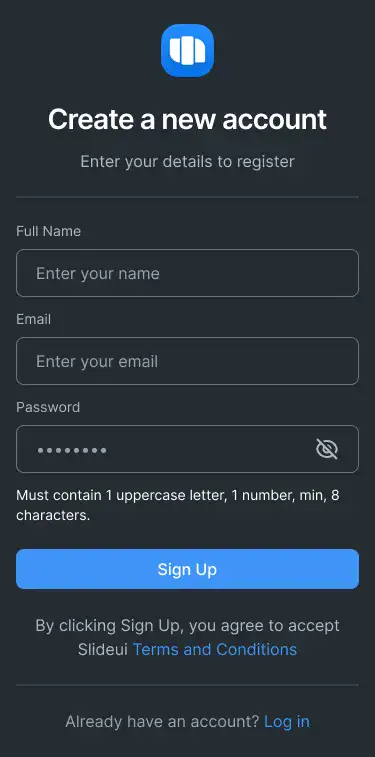 Create a new account
Enter your details to register
Full Name
Enter your name
Email
Enter your email
Password
••••••••
Must contain 1 uppercase letter, 1 number, min, 8
characters.
Sign Up
By clicking Sign Up, you agree to accept
Slideui Terms and Conditions
Already have an account? Log in